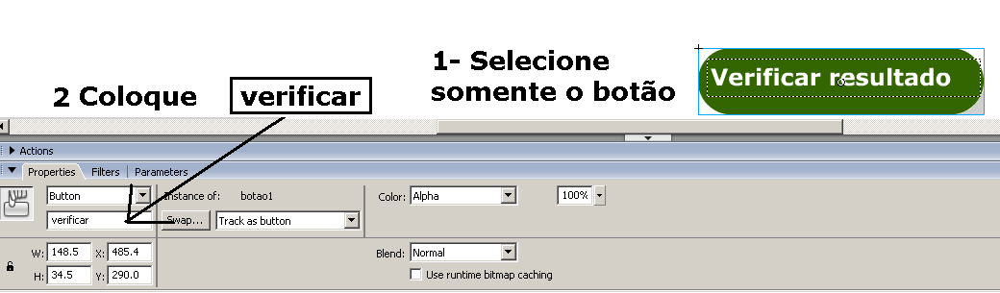 1- Selecione
somente o botão
Verificar resultado
2 Coloque verificar
Actions
Properties Filters Parameters
Button Instance of: botao1 Color: Alpha 100%
verificar Swap... Track as button
W: 148.5 X: 485.4 Blend: Normal
H: 34.5 Y: 290.0 Use runtime bitmap caching